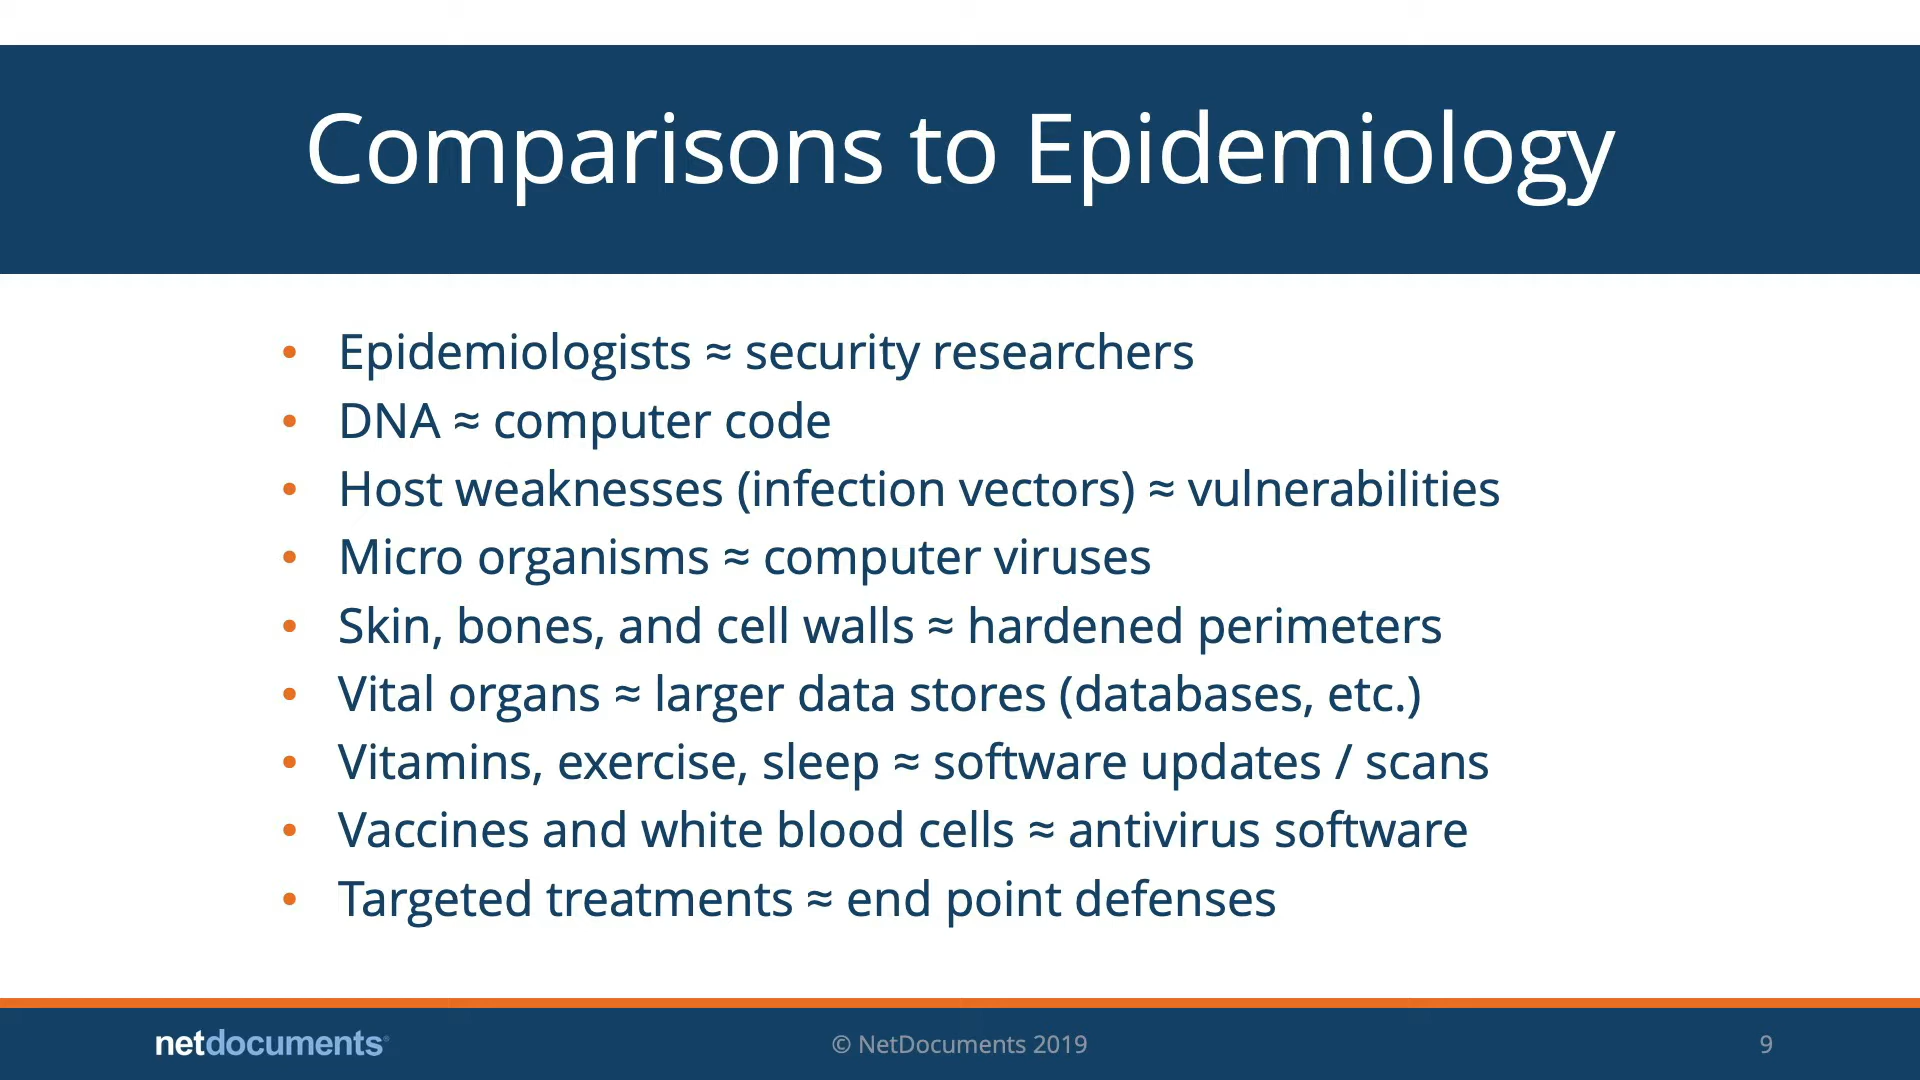 Comparisons to Epidemiology
• Epidemiologists ≈ security researchers
• DNA ≈ computer code
• Host weaknesses (infection vectors) ≈ vulnerabilities
• Micro organisms ≈ computer viruses
• Skin, bones, and cell walls ≈ hardened perimeters
• Vital organs ≈ larger data stores (databases, etc.)
• Vitamins, exercise, sleep ≈ software updates / scans
• Vaccines and white blood cells ≈ antivirus software
• Targeted treatments ≈ end point defenses
netdocuments®
© NetDocuments 2019
9